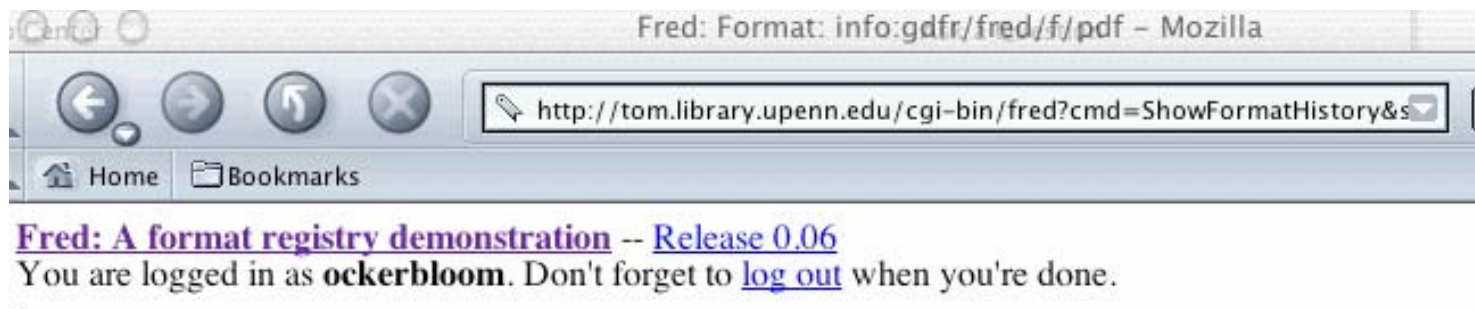 Center
Fred: Format: info:gdfr/fred/f/pdf – Mozilla
http://tom.library.upenn.edu/cgi-bin/fred?cmd=ShowFormatHistory&s
Home Bookmarks
Fred: A format registry demonstration -- Release 0.06
You are logged in as ockerbloom. Don't forget to log out when you're done.